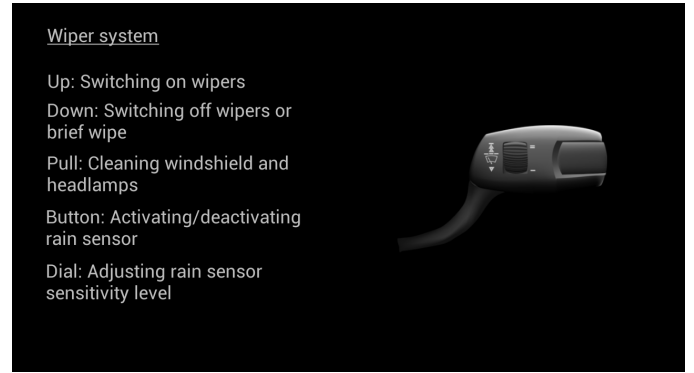 Wiper system
Up: Switching on wipers
Down: Switching off wipers or
brief wipe
Pull: Cleaning windshield and
headlamps
Button: Activating/deactivating
rain sensor
Dial: Adjusting rain sensor
sensitivity level